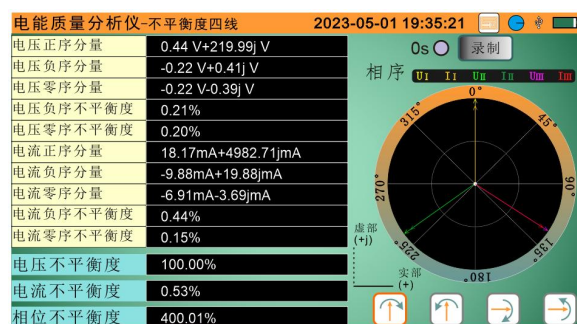 电能质量分析仪-不平衡度四线 2023-05-01 19:35:21
电压正序分量 0.44 V+219.99j V
电压负序分量 -0.22 V+0.41j V
电压零序分量 -0.22 V-0.39j V
电压负序不平衡度 0.21%
电压零序不平衡度 0.20%
电流正序分量 18.17mA+4982.71jmA
电流负序分量 -9.88mA+19.88jmA
电流零序分量 -6.91mA-3.69jmA
电流负序不平衡度 0.44%
电流零序不平衡度 0.15%
电压不平衡度 100.00%
电流不平衡度 0.53%
相位不平衡度 400.01%
0s 录制
相序 UI II UII III UIII IIII
0°
315° 45°
270° 90°
225° 135°
180°
虚部
(+j)
实部
(+)